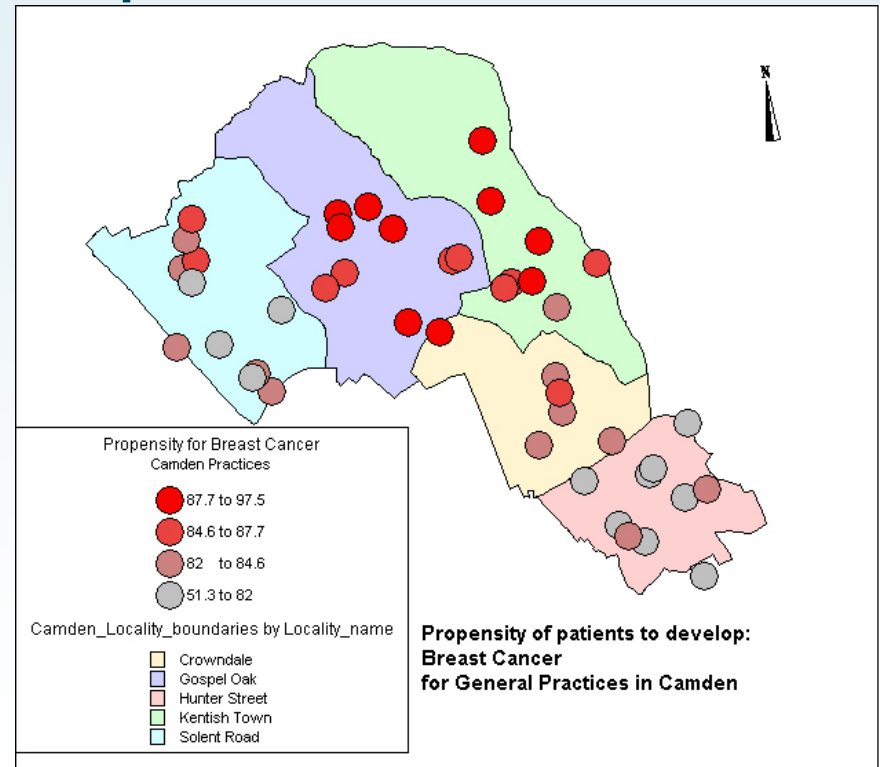 N
Propensity for Breast Cancer
Camden Practices
87.7 to 97.5
84.6 to 87.7
82 to 84.6
51.3 to 82
Camden_Locality_boundaries by Locality_name
Crowndale
Gospel Oak
Hunter Street
Kentish Town
Solent Road
Propensity of patients to develop:
Breast Cancer
for General Practices in Camden